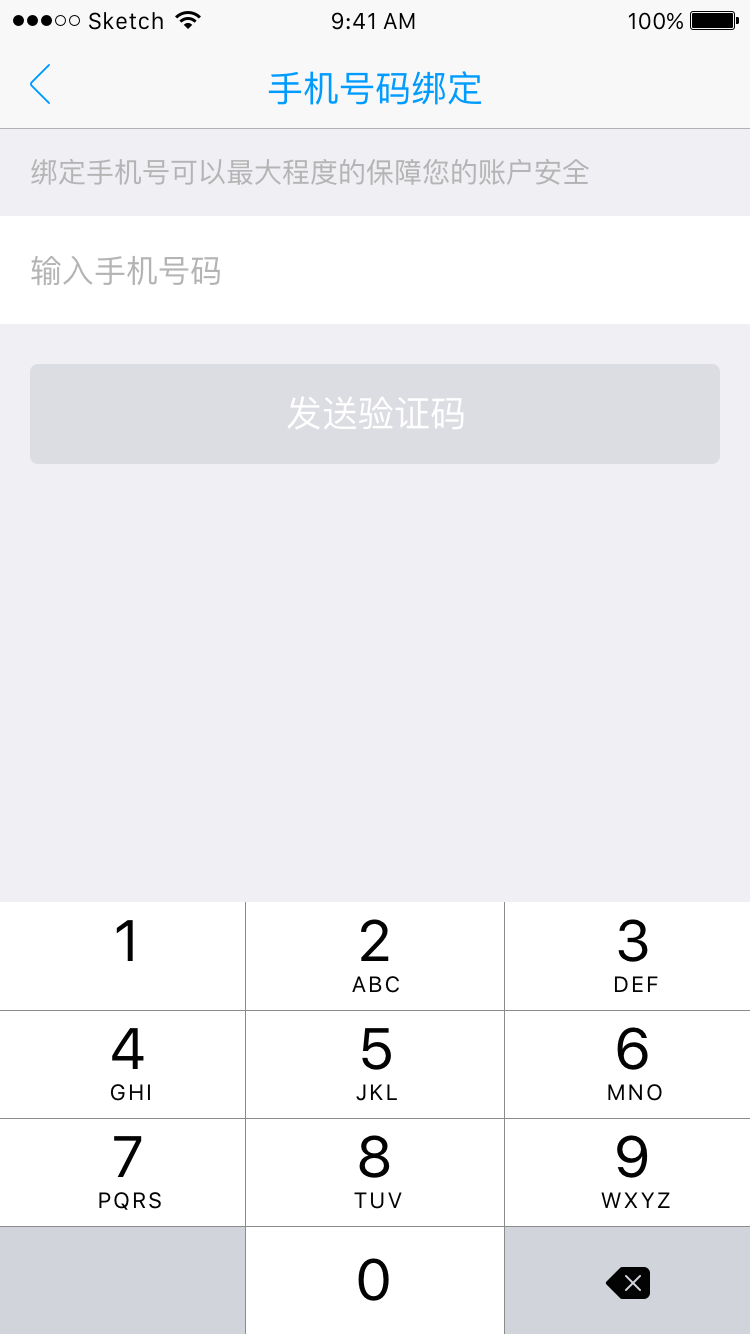 Sketch 9:41 AM 100%
手机号码绑定
绑定手机号可以最大程度的保障您的账户安全
输入手机号码
发送验证码
1 2 3
ABC DEF
4 5 6
GHI JKL MNO
7 8 9
PQRS TUV WXYZ
0